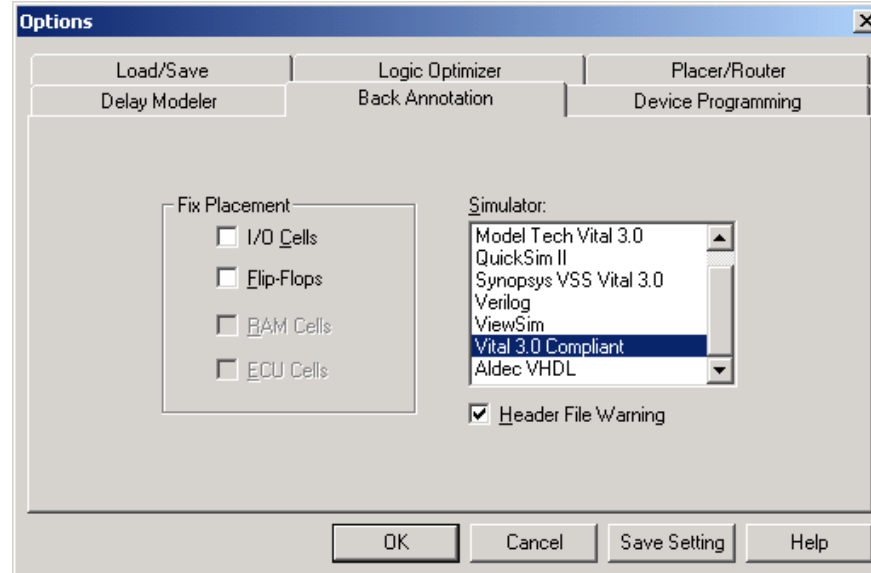 Options
Load/Save
Logic Optimizer
Placer/Router
Delay Modeler
Back Annotation
Device Programming
Fix Placement
I/O Cells
Flip-Flops
RAM Cells
ECU Cells
Simulator:
Model Tech Vital 3.0
QuickSim II
Synopsys VSS Vital 3.0
Verilog
ViewSim
Vital 3.0 Compliant
Aldec VHDL
Header File Warning
OK
Cancel
Save Setting
Help